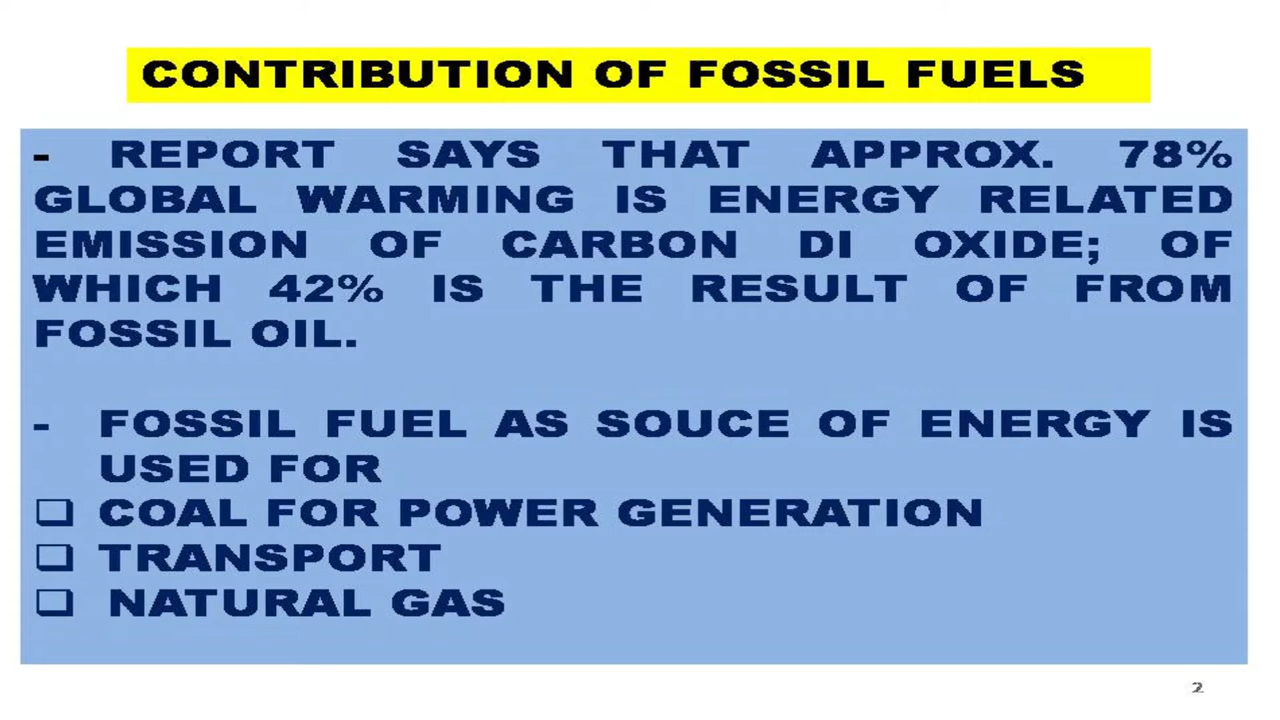 CONTRIBUTION OF FOSSIL FUELS
- REPORT SAYS THAT APPROX. 78%
GLOBAL WARMING IS ENERGY RELATED
EMISSION OF CARBON DI OXIDE; OF
WHICH 42% IS THE RESULT OF FROM
FOSSIL OIL.
- FOSSIL FUEL AS SOUCE OF ENERGY IS
USED FOR
❑ COAL FOR POWER GENERATION
❑ TRANSPORT
❑ NATURAL GAS
2